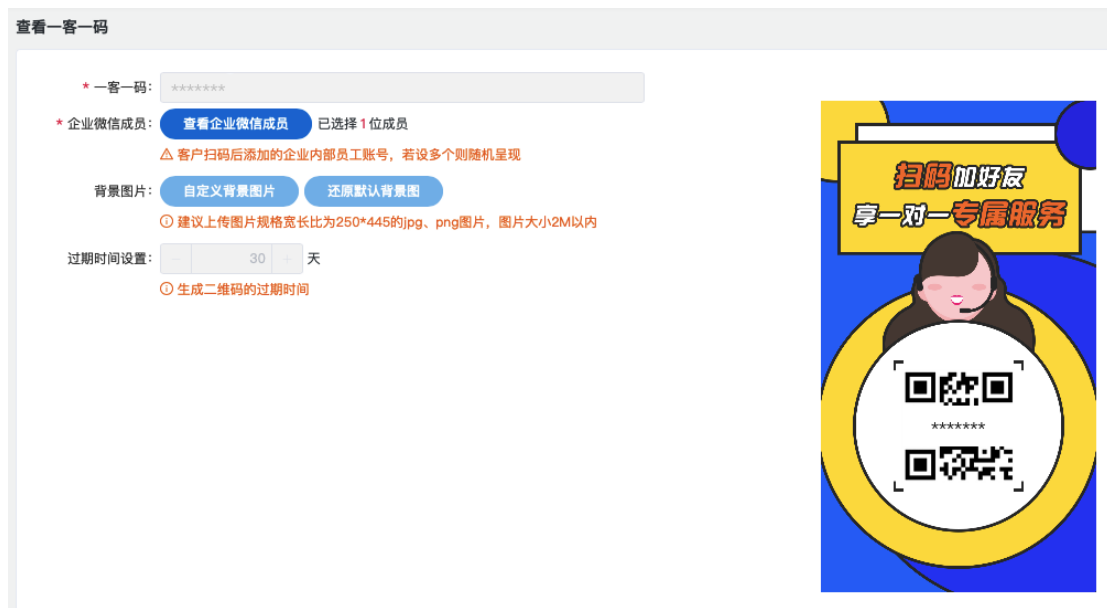 查看一客一码
* 一客一码: *******
* 企业微信成员: 查看企业微信成员 已选择1位成员
客户扫码后添加的企业内部员工账号，若设多个则随机呈现
背景图片: 自定义背景图片 还原默认背景图
建议上传图片规格宽长比为250*445的jpg、png图片，图片大小2M以内
过期时间设置: - 30 + 天
生成二维码的过期时间
扫码加好友
享一对一专属服务
*******